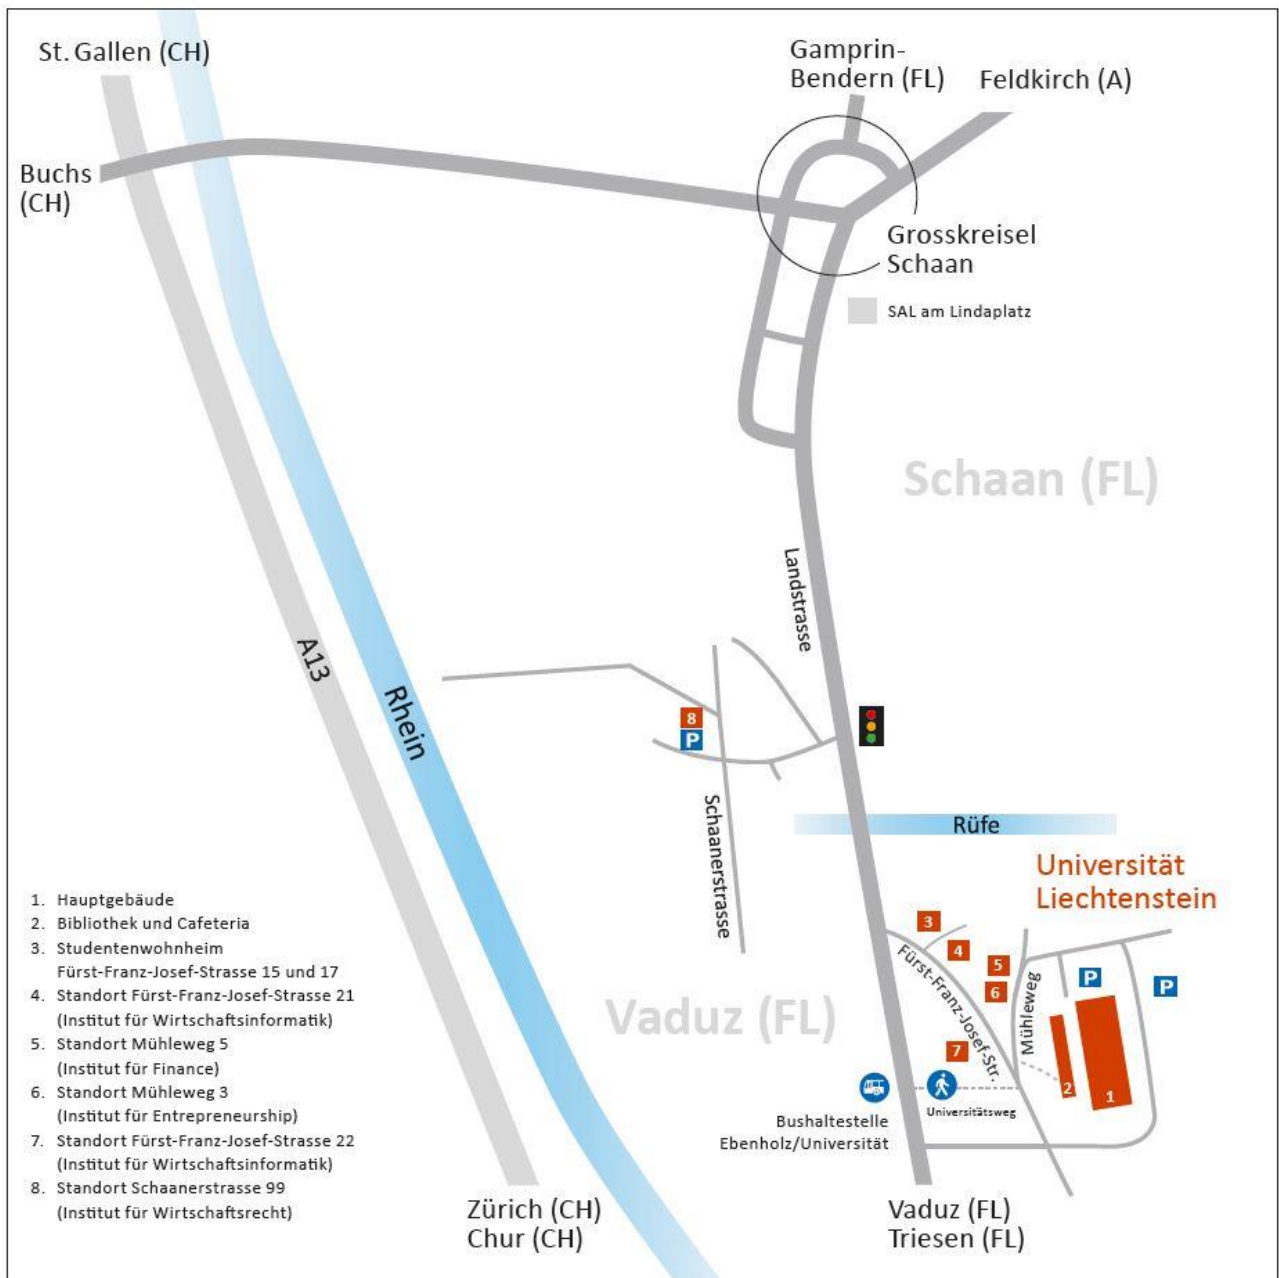 St. Gallen (CH)
Gamprin-
Bendern (FL)
Feldkirch (A)
Buchs
(CH)
Grosskreisel
Schaan
SAL am Lindaplatz
Schaan (FL)
Landstrasse
A13
Rhein
8
P
Schaanerstrasse
Rüfe
Universität
Liechtenstein
1. Hauptgebäude
2. Bibliothek und Cafeteria
3. Studentenwohnheim
Fürst-Franz-Josef-Strasse 15 und 17
4. Standort Fürst-Franz-Josef-Strasse 21
(Institut für Wirtschaftsinformatik)
5. Standort Mühleweg 5
(Institut für Finance)
6. Standort Mühleweg 3
(Institut für Entrepreneurship)
7. Standort Fürst-Franz-Josef-Strasse 22
(Institut für Wirtschaftsinformatik)
8. Standort Schaanerstrasse 99
(Institut für Wirtschaftsrecht)
3
4
5
6
7
Fürst-Franz-Josef-Str.
Mühleweg
P
P
2
1
Vaduz (FL)
Universitätsweg
Bushaltestelle
Ebenholz/Universität
Zürich (CH)
Chur (CH)
Vaduz (FL)
Triesen (FL)